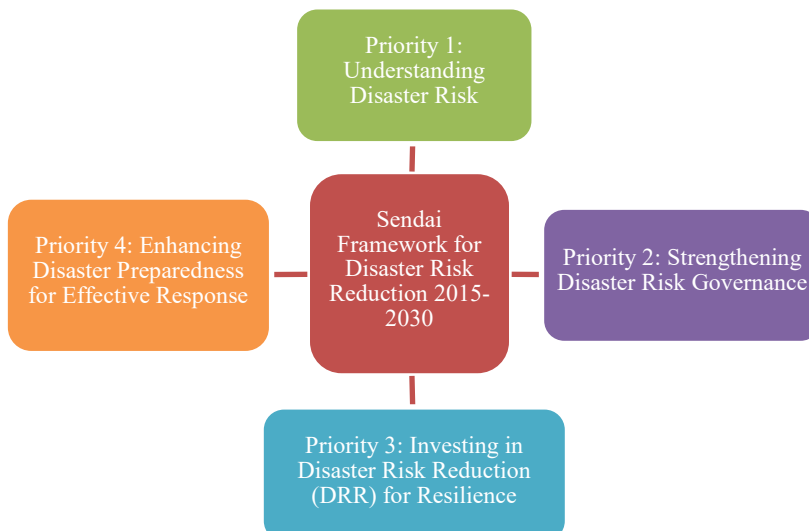 Priority 1:
Understanding
Disaster Risk
Sendai
Framework for
Disaster Risk
Reduction 2015-
2030
Priority 4: Enhancing
Disaster Preparedness
for Effective Response
Priority 2: Strengthening
Disaster Risk Governance
Priority 3: Investing in
Disaster Risk Reduction
(DRR) for Resilience